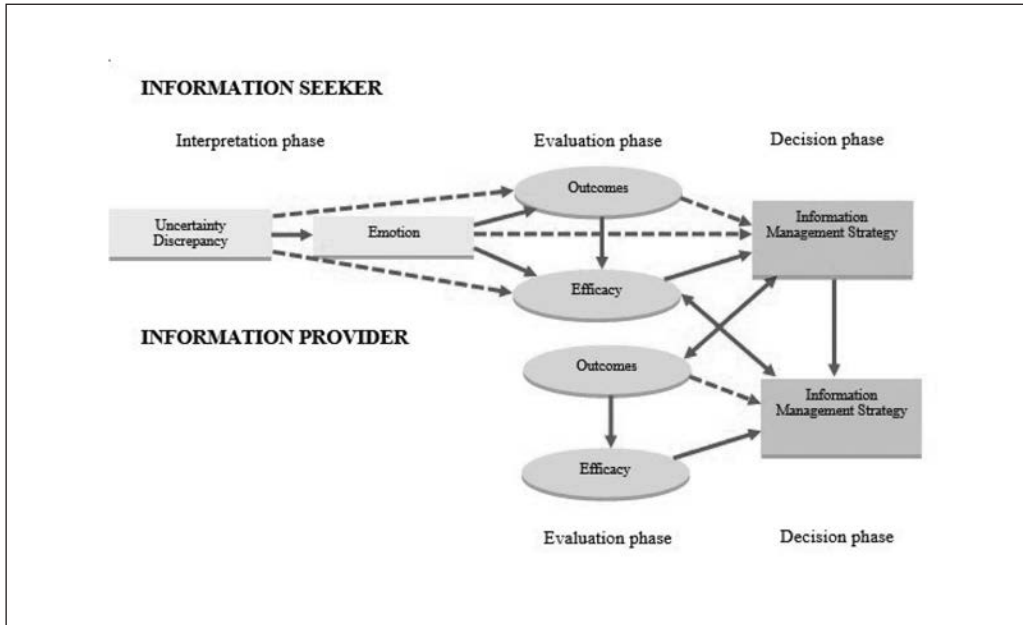 INFORMATION SEEKER
Interpretation phase
Evaluation phase
Decision phase
Outcomes
Uncertainty
Discrepancy
Emotion
Information
Management Strategy
Efficacy
INFORMATION PROVIDER
Outcomes
Information
Management Strategy
Efficacy
Evaluation phase
Decision phase